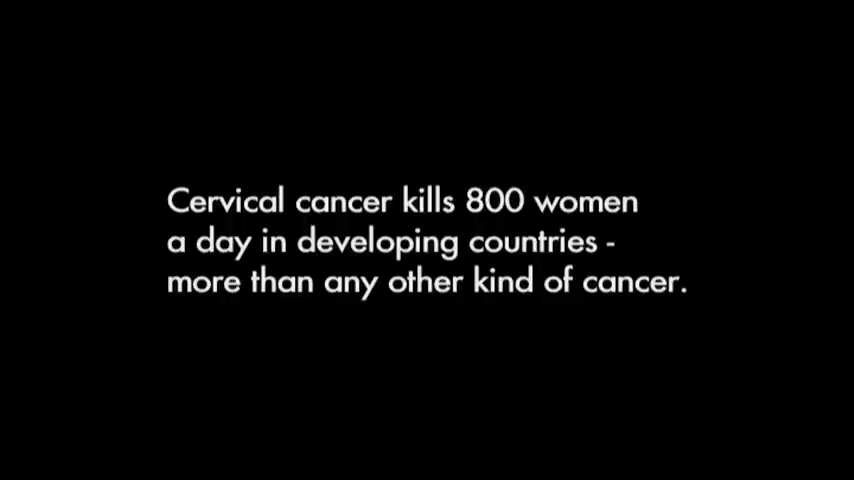 Cervical cancer kills 800 women
a day in developing countries -
more than any other kind of cancer.